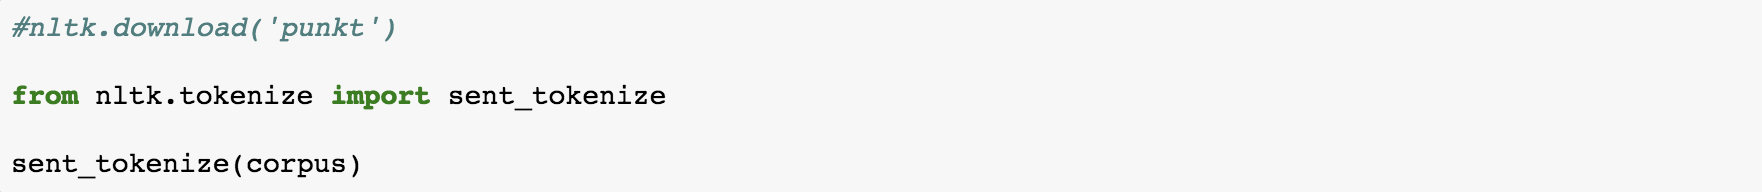 #nltk.download('punkt')
from nltk.tokenize import sent_tokenize
sent_tokenize(corpus)